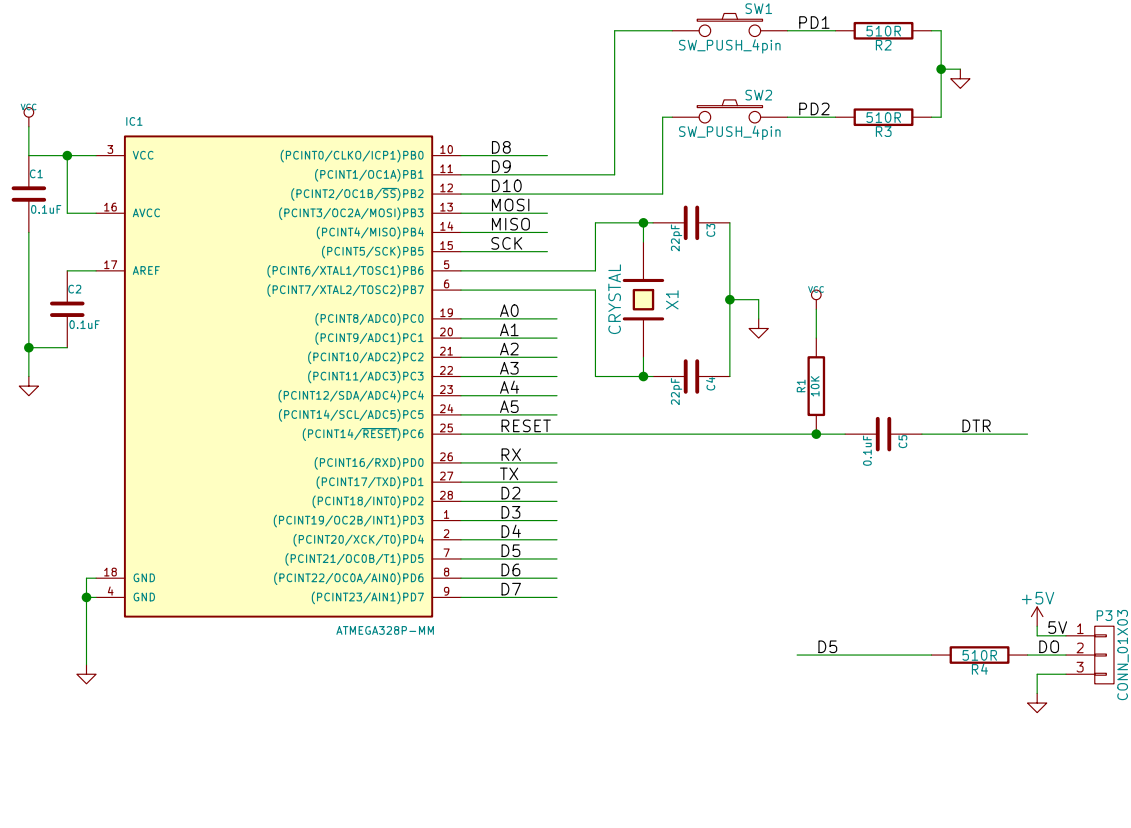 SW1
PD1
510R
R2
SW_PUSH_4pin
SW2
PD2
510R
R3
SW_PUSH_4pin
VCC
IC1
C1
0.1uF
C2
0.1uF
3 VCC
16 AVCC
17 AREF
18 GND
4 GND
(PCINT0/CLKO/ICP1)PB0 10 D8
(PCINT1/OC1A)PB1 11 D9
(PCINT2/OC1B/SS)PB2 12 D10
(PCINT3/OC2A/MOSI)PB3 13 MOSI
(PCINT4/MISO)PB4 14 MISO
(PCINT5/SCK)PB5 15 SCK
(PCINT6/XTAL1/TOSC1)PB6 5
(PCINT7/XTAL2/TOSC2)PB7 6
(PCINT8/ADC0)PC0 19 A0
(PCINT9/ADC1)PC1 20 A1
(PCINT10/ADC2)PC2 21 A2
(PCINT11/ADC3)PC3 22 A3
(PCINT12/SDA/ADC4)PC4 23 A4
(PCINT14/SCL/ADC5)PC5 24 A5
(PCINT14/RESET)PC6 25 RESET
(PCINT16/RXD)PD0 26 RX
(PCINT17/TXD)PD1 27 TX
(PCINT18/INT0)PD2 28 D2
(PCINT19/OC2B/INT1)PD3 1 D3
(PCINT20/XCK/T0)PD4 2 D4
(PCINT21/OC0B/T1)PD5 7 D5
(PCINT22/OC0A/AIN0)PD6 8 D6
(PCINT23/AIN1)PD7 9 D7
ATMEGA328P-MM
22pF
C3
CRYSTAL
X1
22pF
C4
VCC
R1
10K
0.1uF
C5
DTR
+5V
P3
5V 1
DO 2
3
CONN_01X03
D5
510R
R4